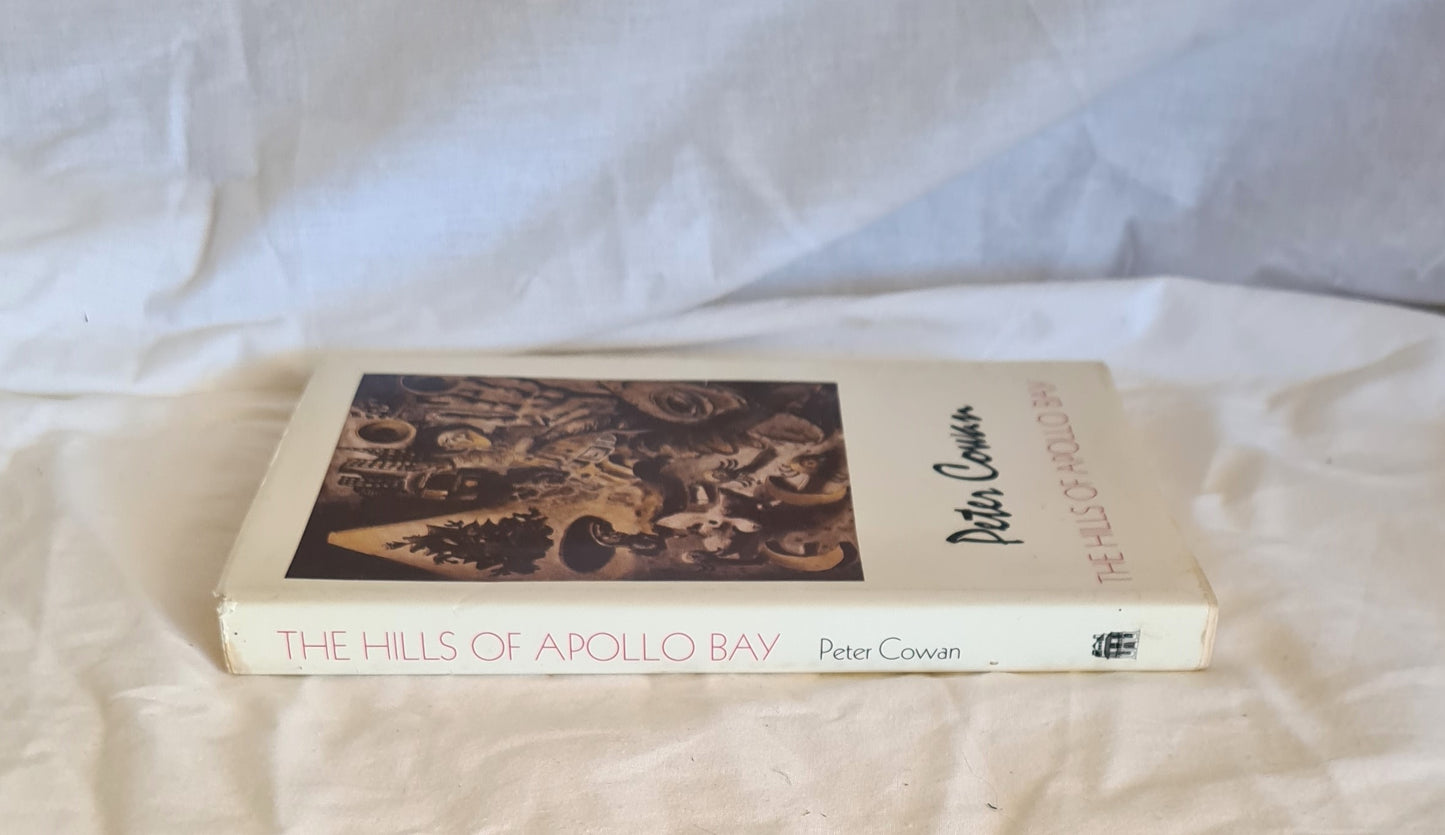 Peter Cowan
THE HILLS OF APOLLO BAY
THE HILLS OF APOLLO BAY Peter Cowan